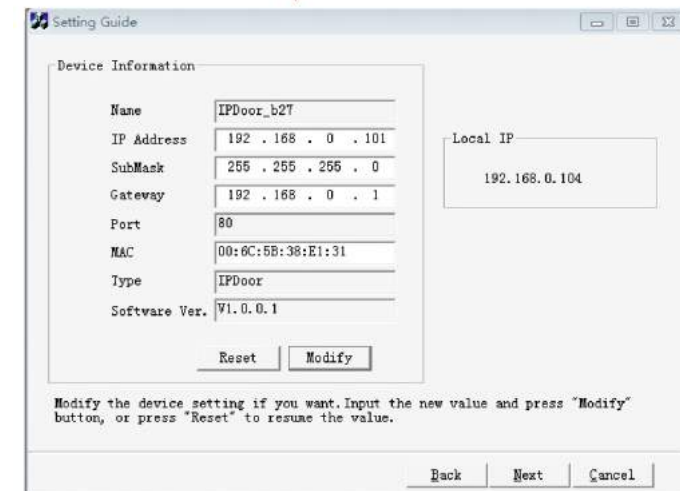 Setting Guide
Device Information
Name IPDoor_b27
IP Address 192 . 168 . 0 . 101
SubMask 255 . 255 . 255 . 0
Gateway 192 . 168 . 0 . 1
Port 80
MAC 00:6C:5B:38:E1:31
Type IPDoor
Software Ver. V1.0.0.1
Reset Modify
Local IP
192.168.0.104
Modify the device setting if you want.Input the new value and press "Modify"
button, or press "Reset" to resume the value.
Back Next Cancel